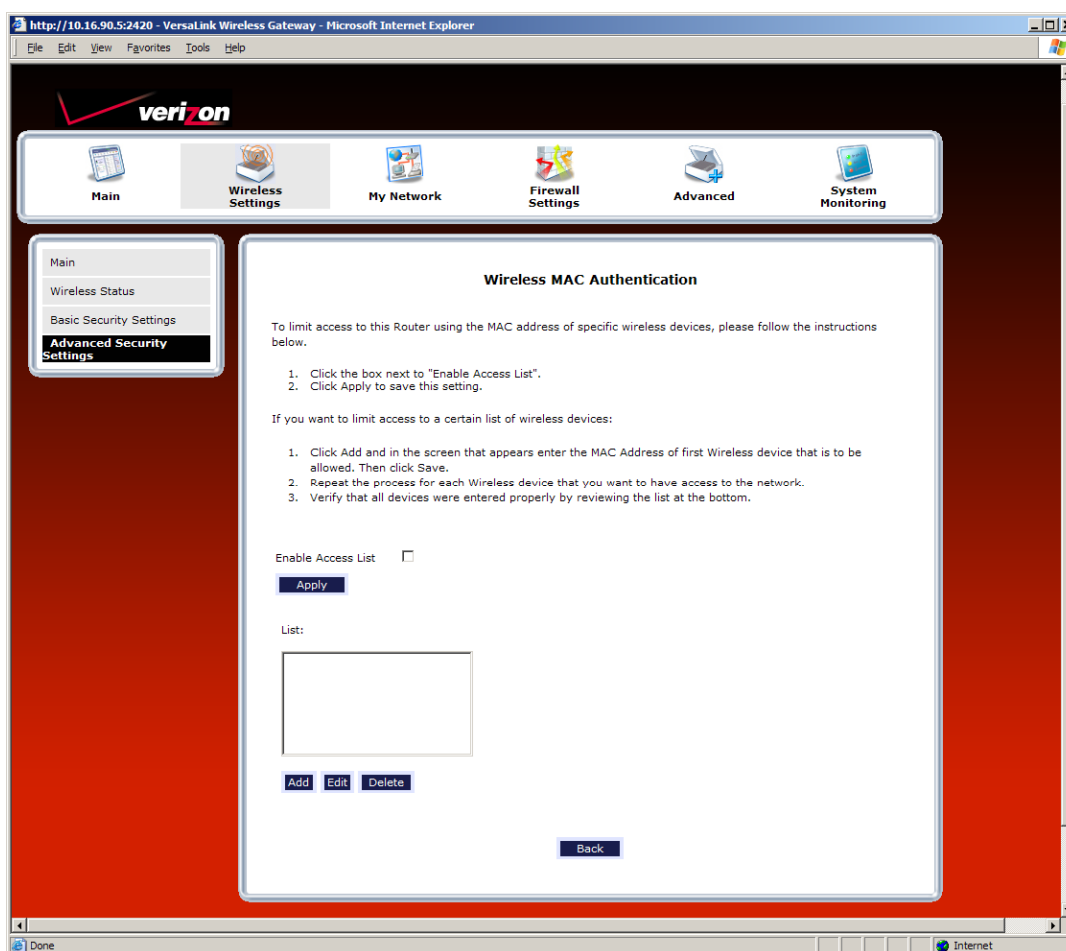 http://10.16.90.5:2420 - VersaLink Wireless Gateway - Microsoft Internet Explorer
File Edit View Favorites Tools Help
verizon
Main
Wireless
Settings
My Network
Firewall
Settings
Advanced
System
Monitoring
Main
Wireless Status
Basic Security Settings
Advanced Security
Settings
Wireless MAC Authentication
To limit access to this Router using the MAC address of specific wireless devices, please follow the instructions
below.
1. Click the box next to "Enable Access List".
2. Click Apply to save this setting.
If you want to limit access to a certain list of wireless devices:
1. Click Add and in the screen that appears enter the MAC Address of first Wireless device that is to be
allowed. Then click Save.
2. Repeat the process for each Wireless device that you want to have access to the network.
3. Verify that all devices were entered properly by reviewing the list at the bottom.
Enable Access List
Apply
List:
Add Edit Delete
Back
Done
Internet